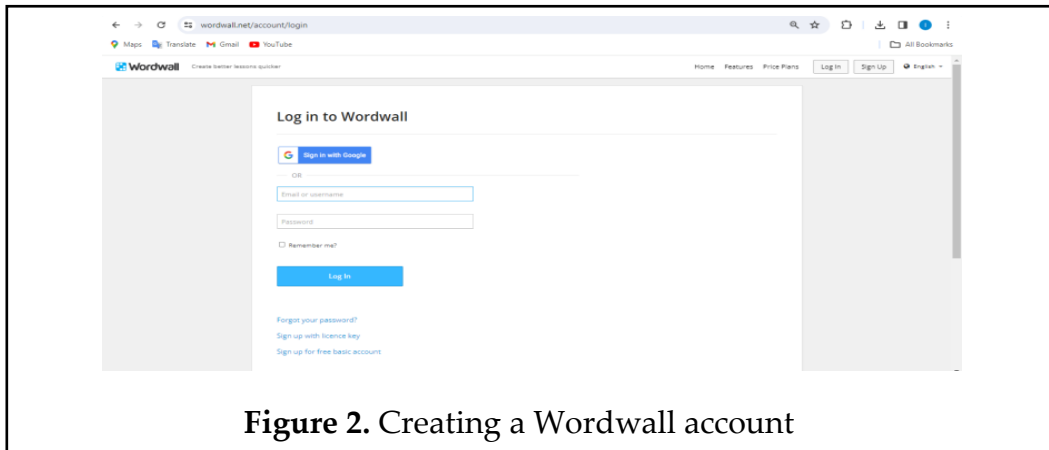 wordwall.net/account/login
Maps Translate Gmail YouTube All Bookmarks
Wordwall Create better lessons quicker Home Features Price Plans Log In Sign Up English
Log in to Wordwall
G Sign in with Google
OR
Email or username
Password
Remember me?
Log In
Forgot your password?
Sign up with licence key
Sign up for free basic account
Figure 2. Creating a Wordwall account